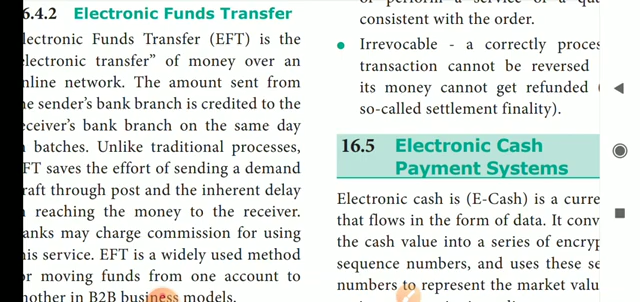 6.4.2 Electronic Funds Transfer
lectronic Funds Transfer (EFT) is the
electronic transfer" of money over an
nline network. The amount sent from
he sender's bank branch is credited to the
eceiver's bank branch on the same day
batches. Unlike traditional processes,
FT saves the effort of sending a demand
raft through post and the inherent delay
reaching the money to the receiver.
anks may charge commission for using
his service. EFT is a widely used method
or moving funds from one account to
nother in B2B business models.
consistent with the order.
• Irrevocable - a correctly proces
transaction cannot be reversed
its money cannot get refunded
so-called settlement finality).
16.5 Electronic Cash
Payment Systems
Electronic cash is (E-Cash) is a curre
that flows in the form of data. It conv
the cash value into a series of encryp
sequence numbers, and uses these se
numbers to represent the market valu